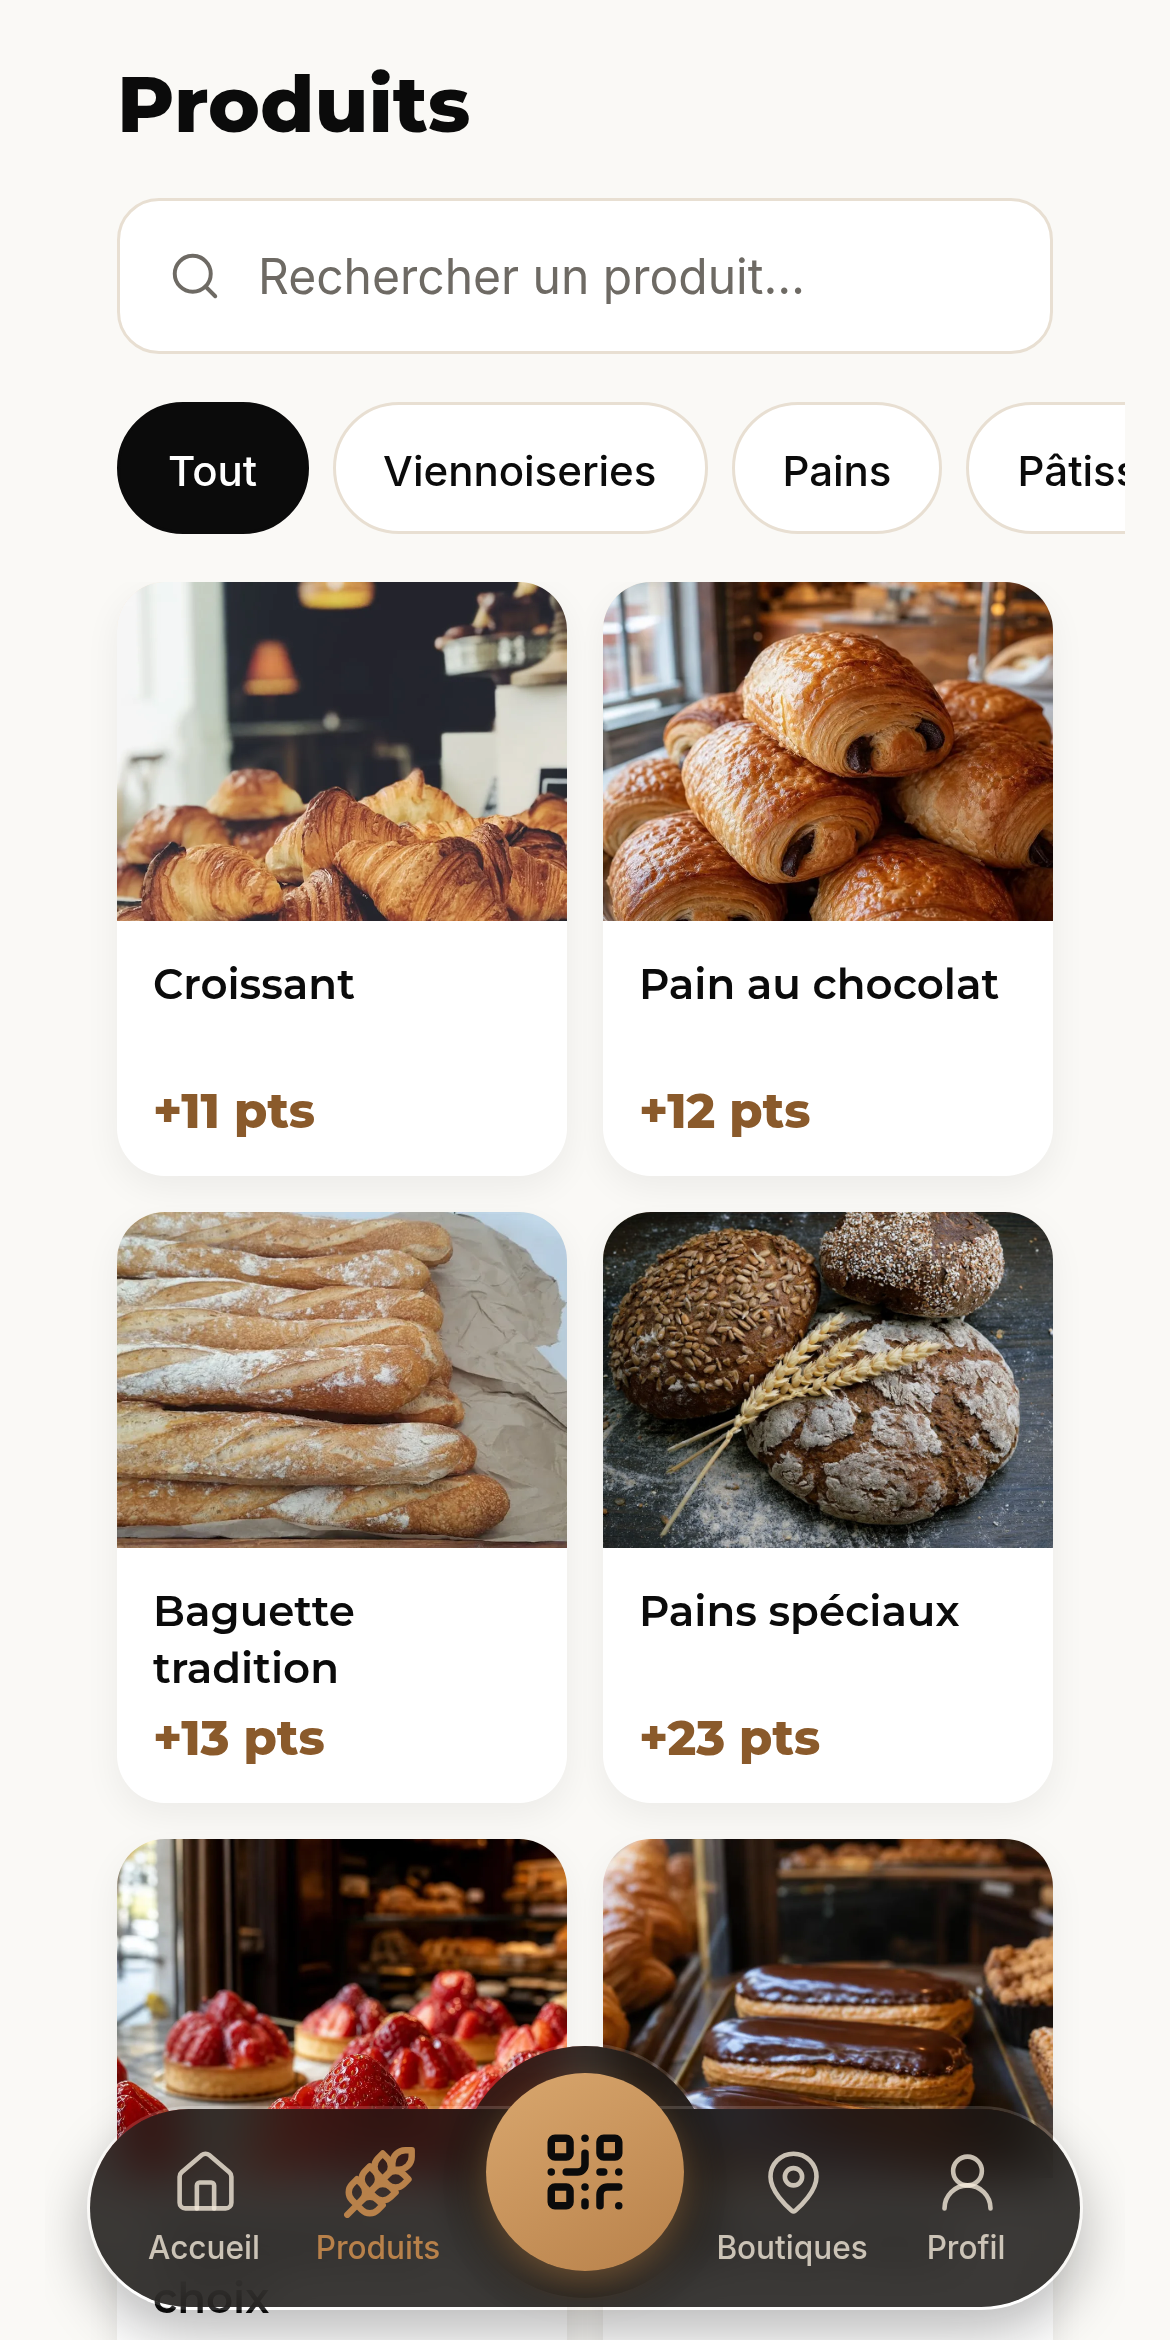 Produits
Rechercher un produit...
Tout
Viennoiseries
Pains
Croissant
Pain au chocolat
+11 pts
+12 pts
Baguette
tradition
Pains spéciaux
+13 pts
+23 pts
Accueil
Produits
Boutiques
Profil
choix